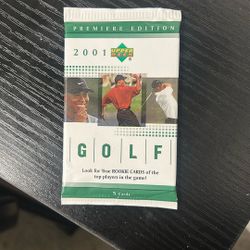 PREMIERE EDITION
2001 UPPER DECK
GOLF
Look for True ROOKIE CARDS of the
top players in the game!
5 Cards